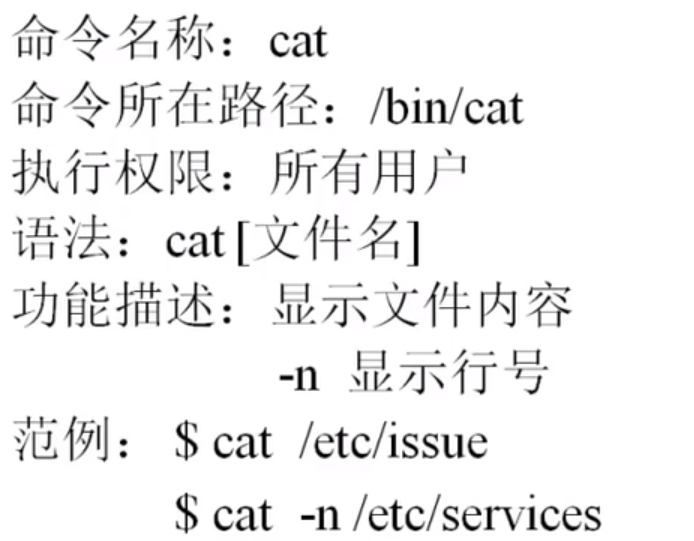 命令名称：cat
命令所在路径：/bin/cat
执行权限：所有用户
语法：cat [文件名]
功能描述：显示文件内容
-n 显示行号
范例： $ cat /etc/issue
$ cat -n /etc/services